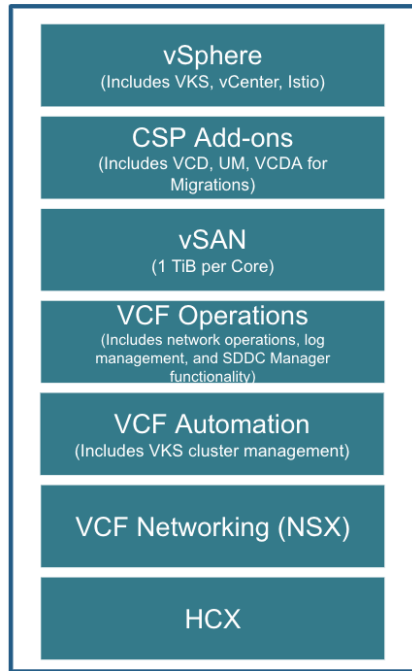 vSphere
(Includes VKS, vCenter, Istio)
CSP Add-ons
(Includes VCD, UM, VCDA for
Migrations)
vSAN
(1 TiB per Core)
VCF Operations
(Includes network operations, log
management, and SDDC Manager
functionality)
VCF Automation
(Includes VKS cluster management)
VCF Networking (NSX)
HCX